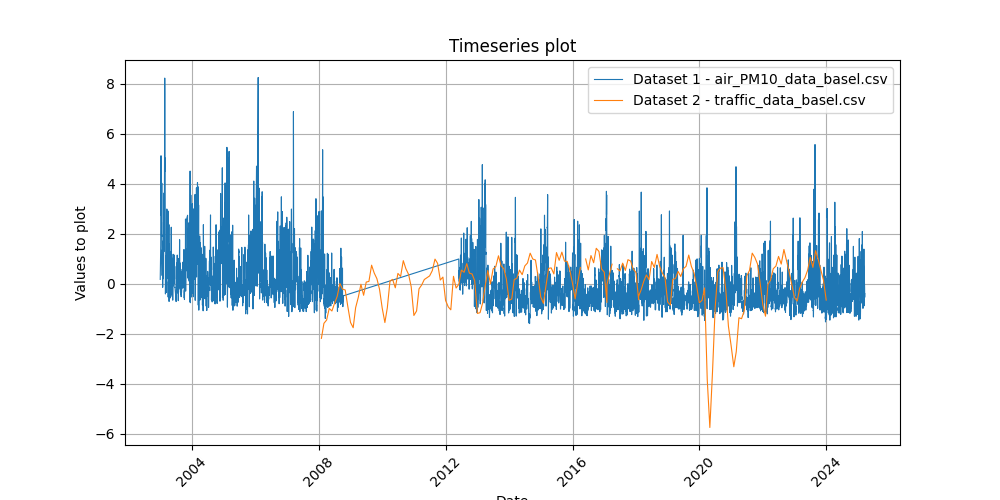 Timeseries plot
Dataset 1 - air_PM10_data_basel.csv
Dataset 2 - traffic_data_basel.csv
Values to plot
8
6
4
2
0
−2
−4
−6
2004
2008
2012
2016
2020
2024
Date